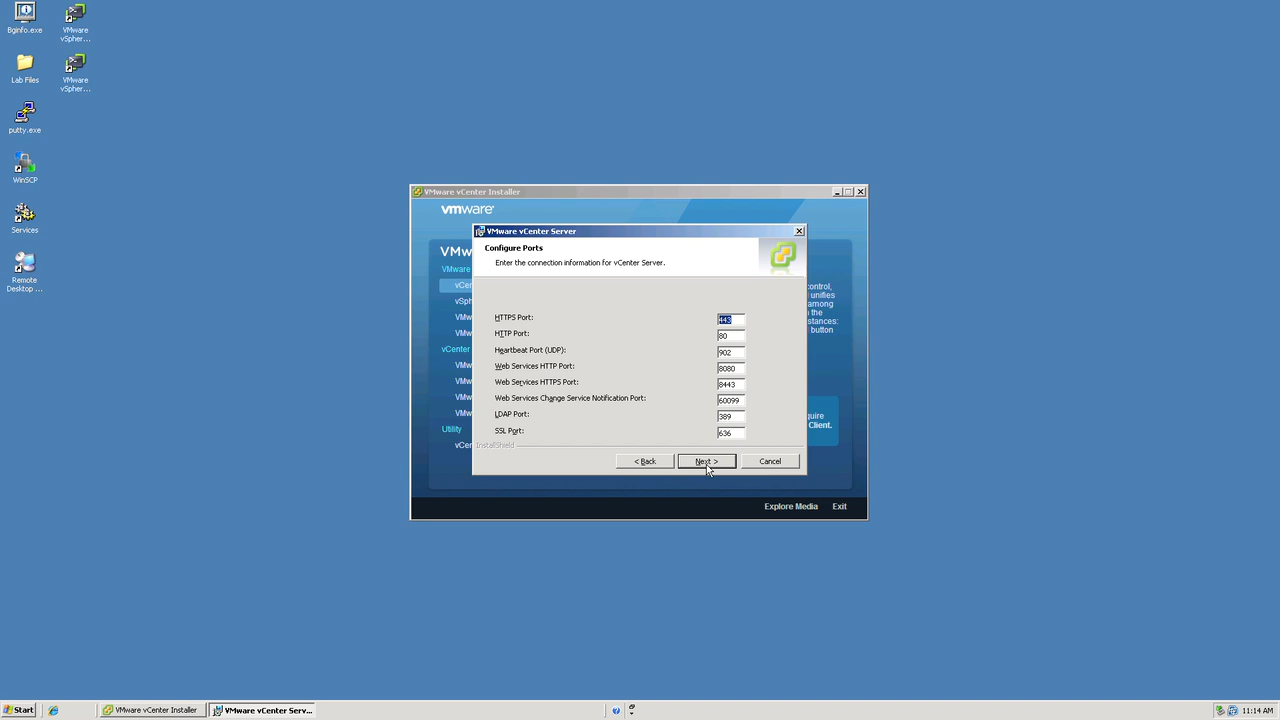 Bginfo.exe
VMware
vSpher...
Lab Files
VMware
vSpher...
putty.exe
WinSCP
Services
Remote
Desktop ...
VMware vCenter Installer
vmware
VMw
VMware
vCer
vSph
VMw
VMw
vCenter
VMw
VMw
VMw
VMw
Utility
vCer
ontrol,
unifies
among
n the
stances:
button
quire
Client.
VMware vCenter Server
Configure Ports
Enter the connection information for vCenter Server.
HTTPS Port: 443
HTTP Port: 80
Heartbeat Port (UDP): 902
Web Services HTTP Port: 8080
Web Services HTTPS Port: 8443
Web Services Change Service Notification Port: 60099
LDAP Port: 389
SSL Port: 636
InstallShield
< Back Next > Cancel
Explore Media Exit
Start VMware vCenter Installer VMware vCenter Serv... 11:14 AM